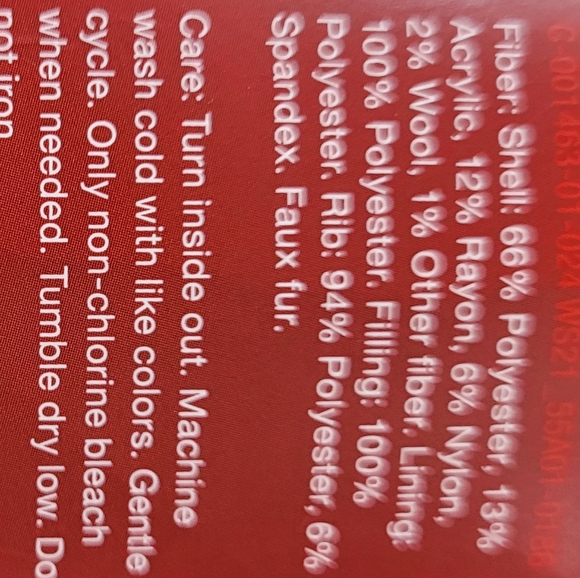 Fiber: Shell: 66% Polyester, 13%
Acrylic, 12% Rayon, 6% Nylon,
2% Wool, 1% Other fiber. Lining:
100% Polyester. Filling: 100%
Polyester. Rib: 94% Polyester, 6%
Spandex. Faux fur.
Care: Turn inside out. Machine
wash cold with like colors. Gentle
cycle. Only non-chlorine bleach
when needed. Tumble dry low. Do
not iron